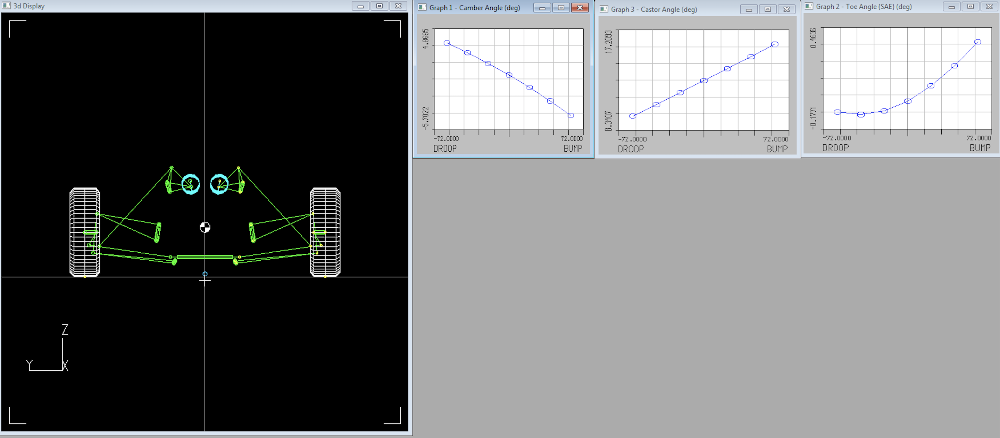 3d Display
Z
Y
X
Graph 1 - Camber Angle (deg)
4.8685
-5.7022
-72.0000
72.0000
DROOP
BUMP
Graph 3 - Castor Angle (deg)
17.2093
8.3407
-72.0000
72.0000
DROOP
BUMP
Graph 2 - Toe Angle {SAE} (deg)
0.4636
-0.1771
-72.0000
72.0000
DROOP
BUMP